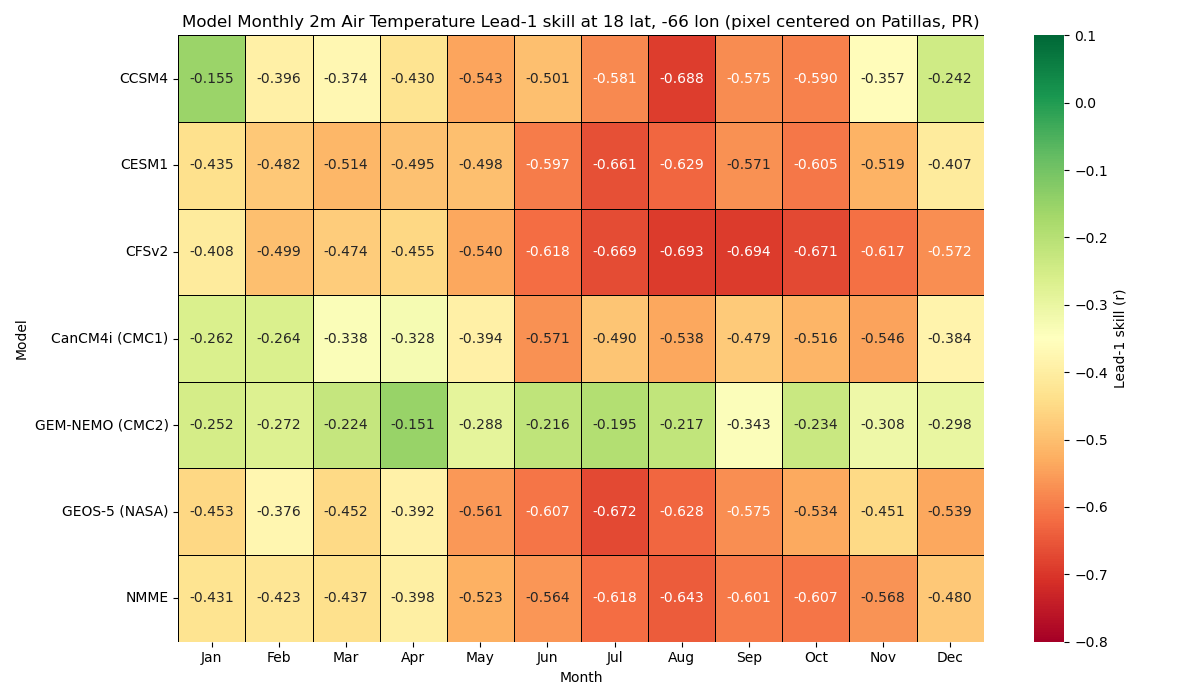 Model Monthly 2m Air Temperature Lead-1 skill at 18 lat, -66 lon (pixel centered on Patillas, PR)
Model
CCSM4 -0.155 -0.396 -0.374 -0.430 -0.543 -0.501 -0.581 -0.688 -0.575 -0.590 -0.357 -0.242
CESM1 -0.435 -0.482 -0.514 -0.495 -0.498 -0.597 -0.661 -0.629 -0.571 -0.605 -0.519 -0.407
CFSv2 -0.408 -0.499 -0.474 -0.455 -0.540 -0.618 -0.669 -0.693 -0.694 -0.671 -0.617 -0.572
CanCM4i (CMC1) -0.262 -0.264 -0.338 -0.328 -0.394 -0.571 -0.490 -0.538 -0.479 -0.516 -0.546 -0.384
GEM-NEMO (CMC2) -0.252 -0.272 -0.224 -0.151 -0.288 -0.216 -0.195 -0.217 -0.343 -0.234 -0.308 -0.298
GEOS-5 (NASA) -0.453 -0.376 -0.452 -0.392 -0.561 -0.607 -0.672 -0.628 -0.575 -0.534 -0.451 -0.539
NMME -0.431 -0.423 -0.437 -0.398 -0.523 -0.564 -0.618 -0.643 -0.601 -0.607 -0.568 -0.480
Jan Feb Mar Apr May Jun Jul Aug Sep Oct Nov Dec
Month
0.1
0.0
−0.1
−0.2
−0.3
−0.4
−0.5
−0.6
−0.7
−0.8
Lead-1 skill (r)